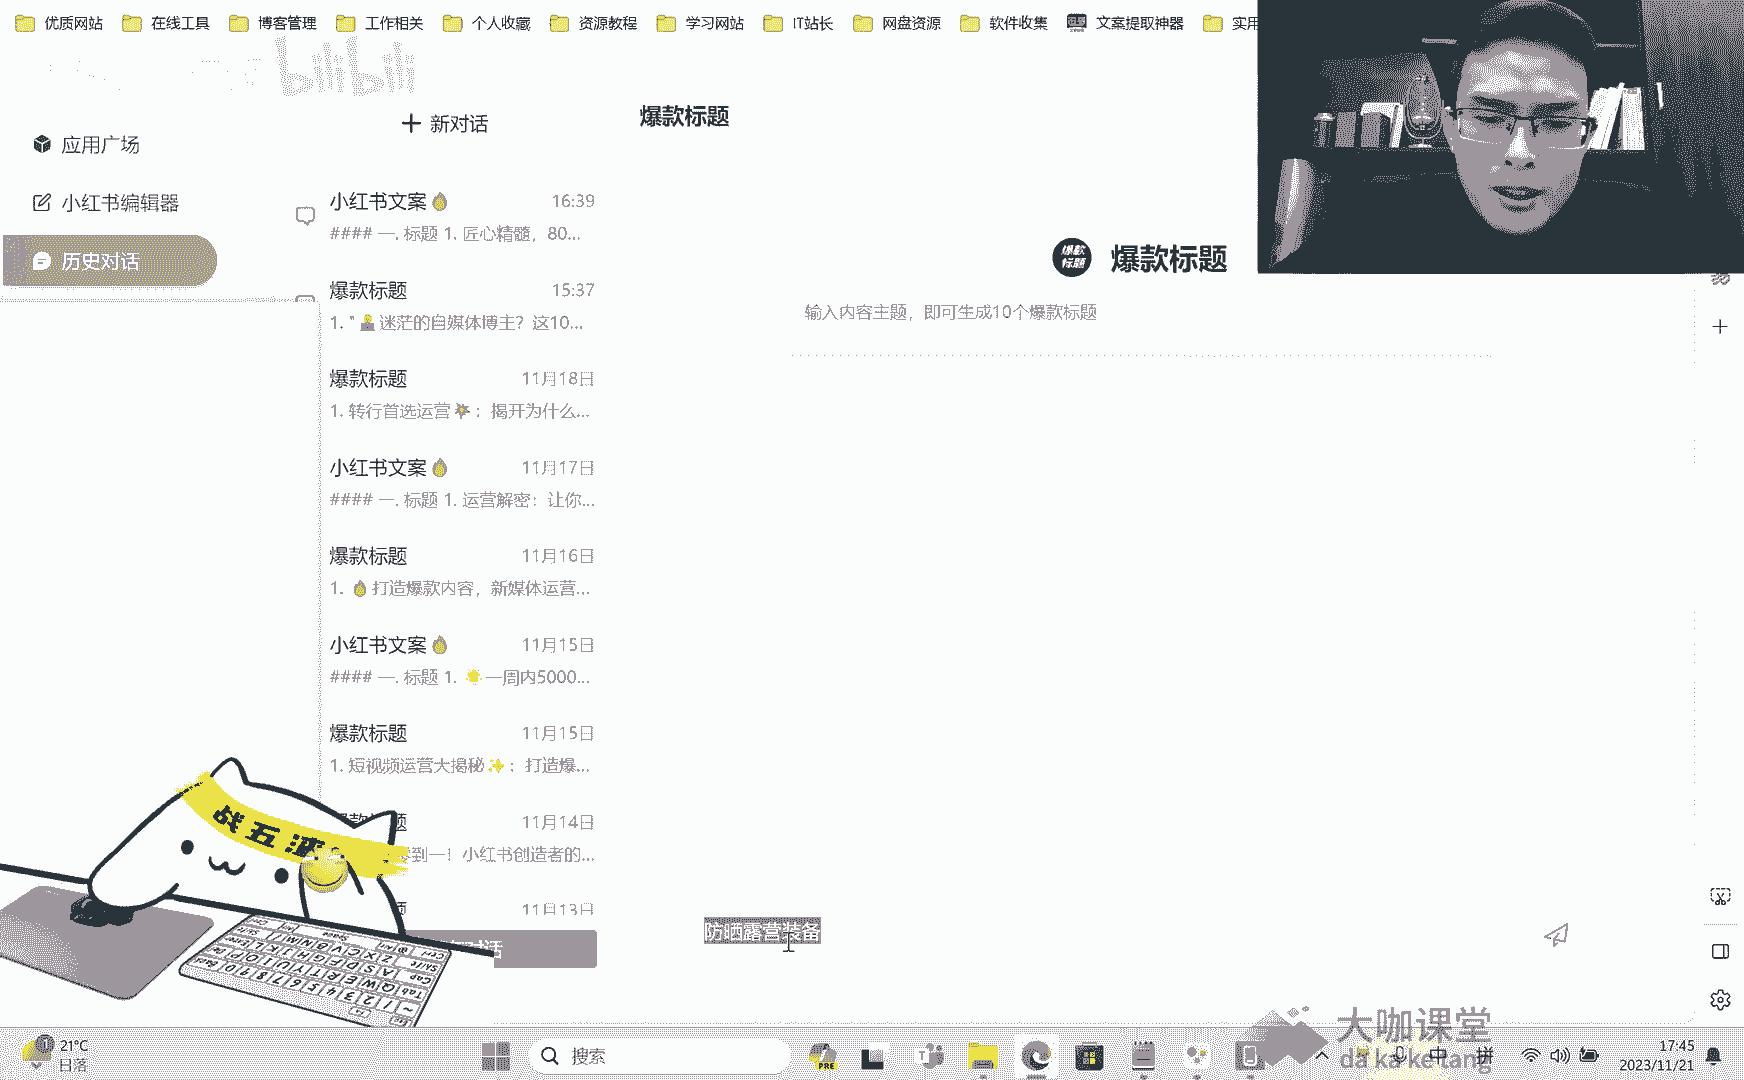 优质网站 在线工具 博客管理 工作相关 个人收藏 资源教程 学习网站 IT站长 网盘资源 软件收集 文案提取神器 实用
bilibili
应用广场
小红书编辑器
历史对话
新对话
小红书文案 16:39
#### 一. 标题 1. 匠心精髓，80...
爆款标题 15:37
1. " 迷茫的自媒体博主？这10...
爆款标题 11月18日
1. 转行首选运营 ：揭开为什么...
小红书文案 11月17日
#### 一. 标题 1. 运营解密：让你...
爆款标题 11月16日
1. 打造爆款内容，新媒体运营...
小红书文案 11月15日
#### 一. 标题 1. 一周内5000...
爆款标题 11月15日
1. 短视频运营大揭秘 ：打造爆...
题 11月14日
到一！小红书创造者的...
11月13日
话
爆款标题
爆款标题
爆款标题
输入内容主题，即可生成10个爆款标题
防晒露营装备
战五渣
大咖课堂
da ka ke tang
21°C
日落
搜索
PRE
中 拼
17:45
2023/11/21